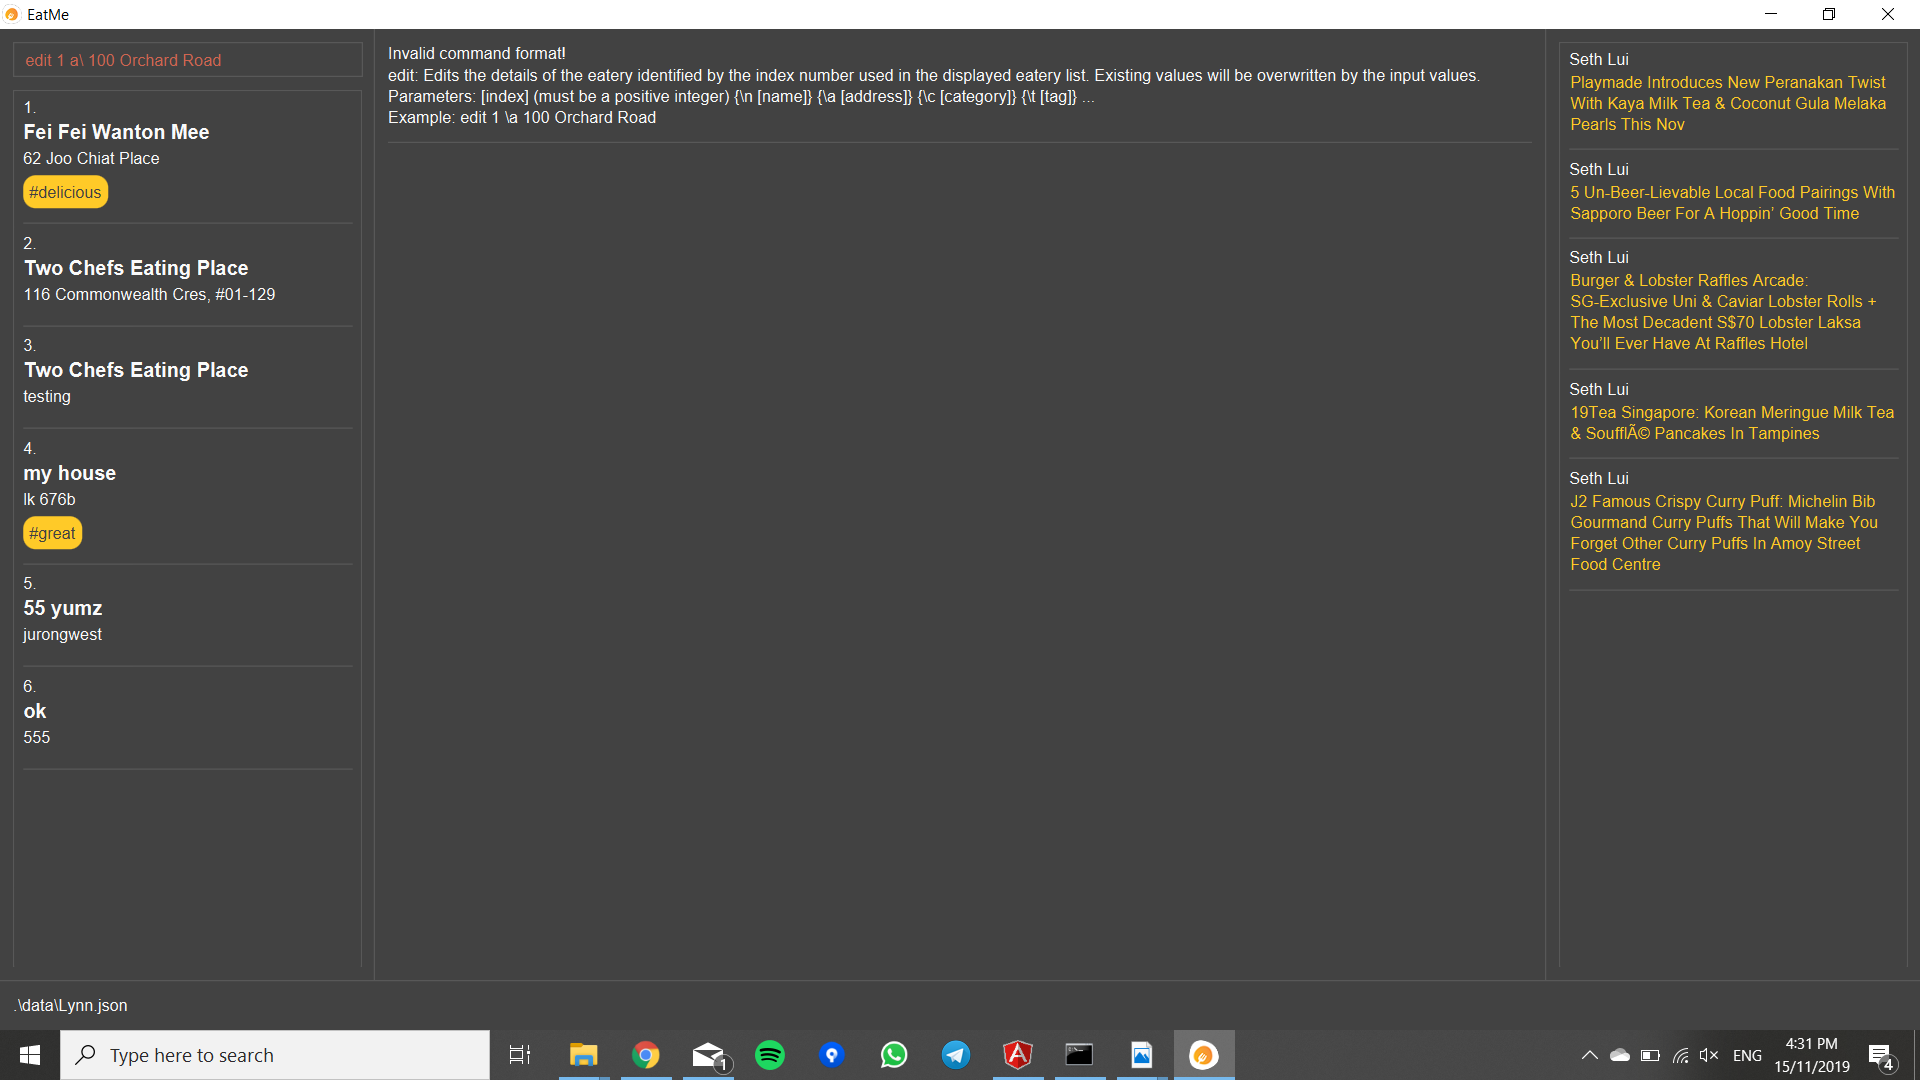 EatMe
edit 1 a\ 100 Orchard Road
1.
Fei Fei Wanton Mee
62 Joo Chiat Place
#delicious
2.
Two Chefs Eating Place
116 Commonwealth Cres, #01-129
3.
Two Chefs Eating Place
testing
4.
my house
lk 676b
#great
5.
55 yumz
jurongwest
6.
ok
555
Invalid command format!
edit: Edits the details of the eatery identified by the index number used in the displayed eatery list. Existing values will be overwritten by the input values.
Parameters: [index] (must be a positive integer) {\n [name]} {\a [address]} {\c [category]} {\t [tag]} ...
Example: edit 1 \a 100 Orchard Road
Seth Lui
Playmade Introduces New Peranakan Twist
With Kaya Milk Tea & Coconut Gula Melaka
Pearls This Nov
Seth Lui
5 Un-Beer-Lievable Local Food Pairings With
Sapporo Beer For A Hoppin’ Good Time
Seth Lui
Burger & Lobster Raffles Arcade:
SG-Exclusive Uni & Caviar Lobster Rolls +
The Most Decadent S$70 Lobster Laksa
You’ll Ever Have At Raffles Hotel
Seth Lui
19Tea Singapore: Korean Meringue Milk Tea
& SoufflÃ© Pancakes In Tampines
Seth Lui
J2 Famous Crispy Curry Puff: Michelin Bib
Gourmand Curry Puffs That Will Make You
Forget Other Curry Puffs In Amoy Street
Food Centre
.\data\Lynn.json
Type here to search
1
ENG
4:31 PM
15/11/2019
4